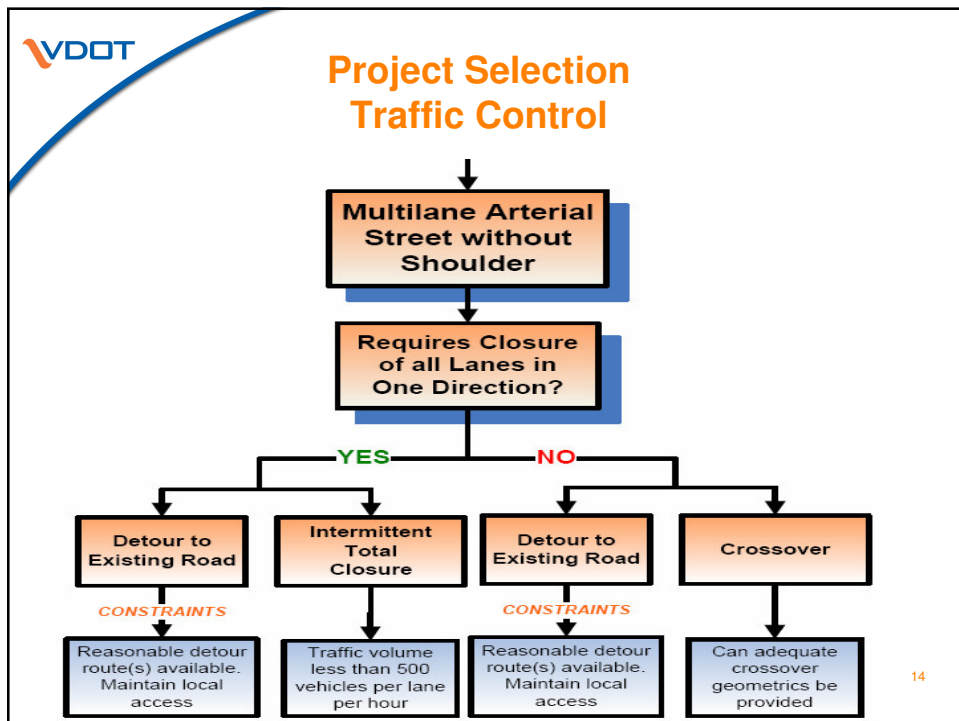 VDOT
Project Selection
Traffic Control
Multilane Arterial
Street without
Shoulder
Requires Closure
of all Lanes in
One Direction?
YES
NO
Detour to
Existing Road
Intermittent
Total
Closure
Detour to
Existing Road
Crossover
CONSTRAINTS
CONSTRAINTS
Reasonable detour
route(s) available.
Maintain local
access
Traffic volume
less than 500
vehicles per lane
per hour
Reasonable detour
route(s) available.
Maintain local
access
Can adequate
crossover
geometrics be
provided
14